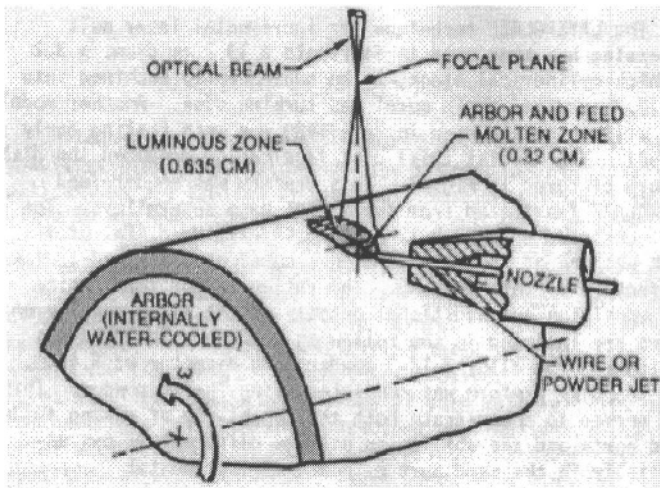 OPTICAL BEAM
FOCAL PLANE
ARBOR AND FEED
MOLTEN ZONE
(0.32 CM,
LUMINOUS ZONE
(0.635 CM)
NOZZLE
ARBOR
(INTERNALLY
WATER-COOLED)
WIRE OR
POWDER JET
ω